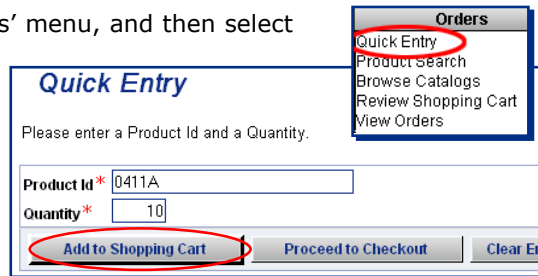 s' menu, and then select
Orders
Quick Entry
Product Search
Browse Catalogs
Review Shopping Cart
View Orders
Quick Entry
Please enter a Product Id and a Quantity.
Product Id* 0411A
Quantity* 10
Add to Shopping Cart Proceed to Checkout Clear